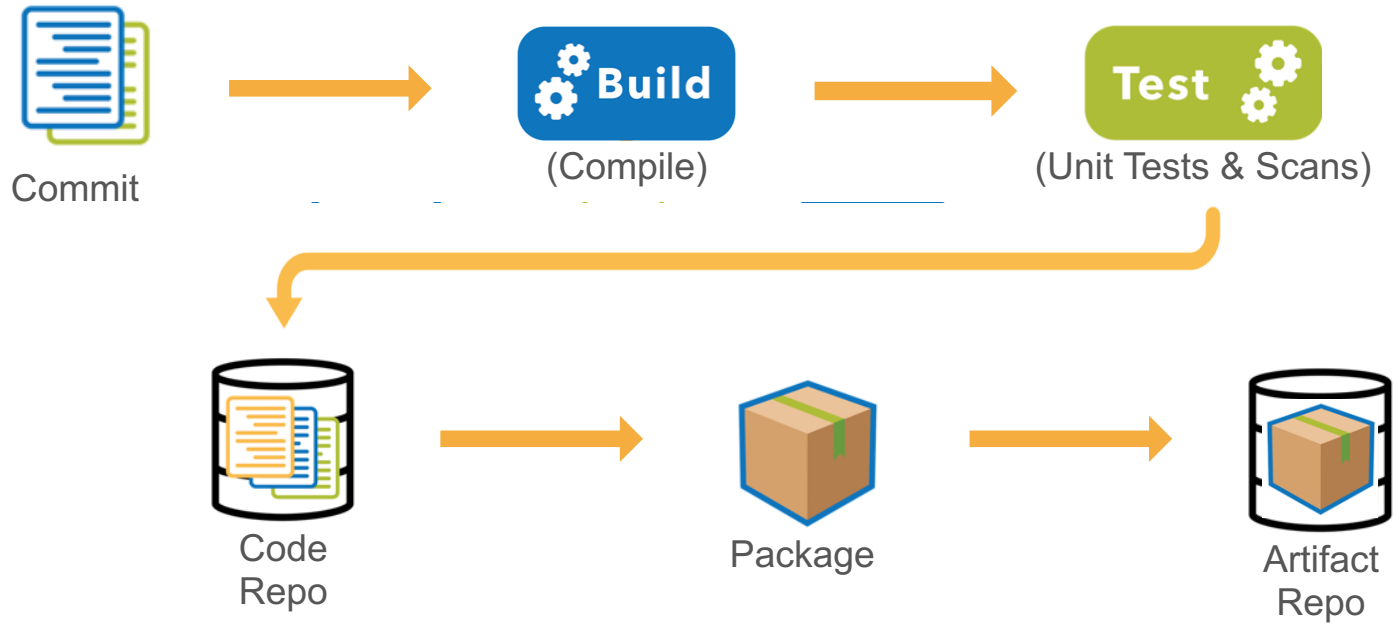 Build
Test
(Compile)
(Unit Tests & Scans)
Commit
Code
Repo
Package
Artifact
Repo